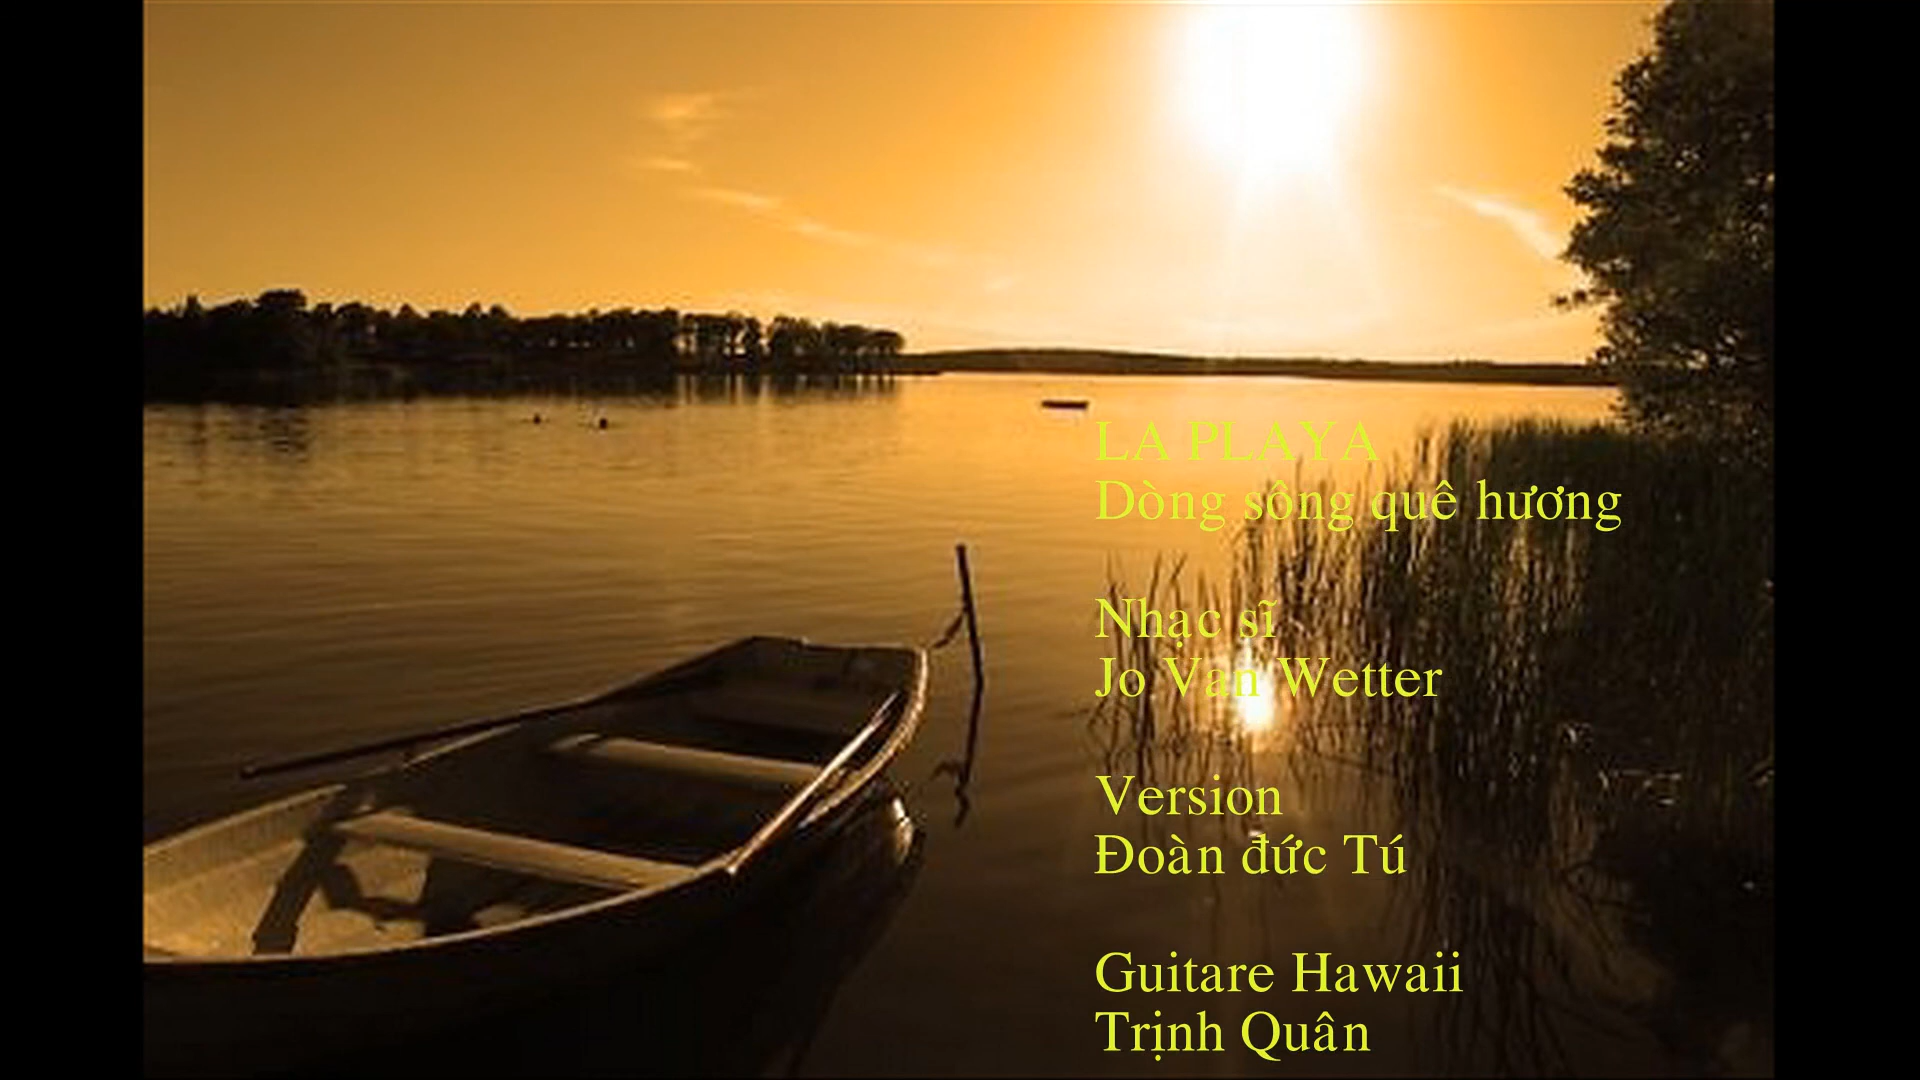 LA PLAYA
Dòng sông quê hương
Nhạc sĩ
Jo Van Wetter
Version
Đoàn đức Tú
Guitare Hawaii
Trịnh Quân